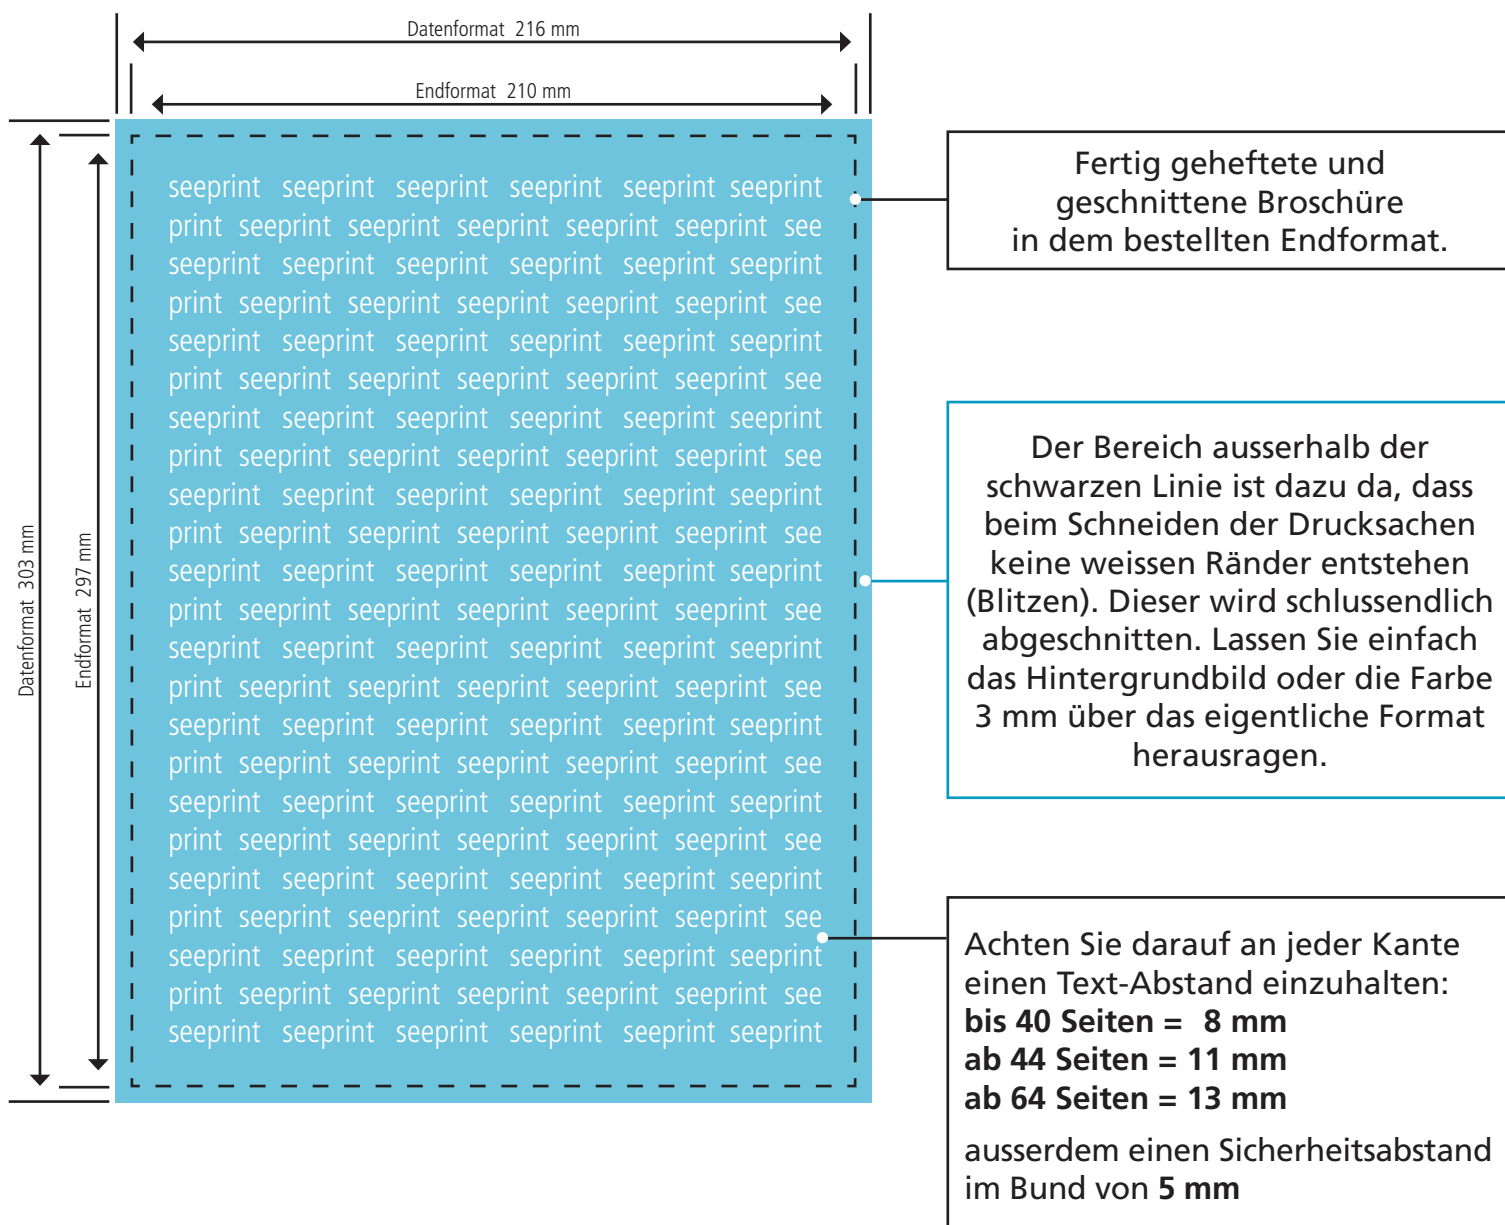 Datenformat 216 mm
Endformat 210 mm
Datenformat 303 mm
Endformat 297 mm
seeprint seeprint seeprint seeprint seeprint seeprint
print seeprint seeprint seeprint seeprint seeprint see
seeprint seeprint seeprint seeprint seeprint seeprint
print seeprint seeprint seeprint seeprint seeprint see
seeprint seeprint seeprint seeprint seeprint seeprint
print seeprint seeprint seeprint seeprint seeprint see
seeprint seeprint seeprint seeprint seeprint seeprint
print seeprint seeprint seeprint seeprint seeprint see
seeprint seeprint seeprint seeprint seeprint seeprint
print seeprint seeprint seeprint seeprint seeprint see
seeprint seeprint seeprint seeprint seeprint seeprint
print seeprint seeprint seeprint seeprint seeprint see
seeprint seeprint seeprint seeprint seeprint seeprint
print seeprint seeprint seeprint seeprint seeprint see
seeprint seeprint seeprint seeprint seeprint seeprint
print seeprint seeprint seeprint seeprint seeprint see
seeprint seeprint seeprint seeprint seeprint seeprint
print seeprint seeprint seeprint seeprint seeprint see
seeprint seeprint seeprint seeprint seeprint seeprint
print seeprint seeprint seeprint seeprint seeprint see
seeprint seeprint seeprint seeprint seeprint seeprint
print seeprint seeprint seeprint seeprint seeprint see
seeprint seeprint seeprint seeprint seeprint seeprint
Fertig geheftete und
geschnittene Broschüre
in dem bestellten Endformat.
Der Bereich ausserhalb der
schwarzen Linie ist dazu da, dass
beim Schneiden der Drucksachen
keine weissen Ränder entstehen
(Blitzen). Dieser wird schlussendlich
abgeschnitten. Lassen Sie einfach
das Hintergrundbild oder die Farbe
3 mm über das eigentliche Format
herausragen.
Achten Sie darauf an jeder Kante
einen Text-Abstand einzuhalten:
bis 40 Seiten = 8 mm
ab 44 Seiten = 11 mm
ab 64 Seiten = 13 mm
ausserdem einen Sicherheitsabstand
im Bund von 5 mm